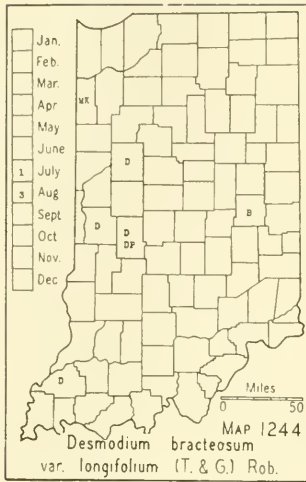 Jan.
Feb.
Mar.
Apr
May
June
1 July
3 Aug
Sept
Oct
Nov.
Dec
MK
D
B
D
D
DP
D
Miles
0 50
MAP 1244
Desmodium bracteosum
var. longifolium (T. & G.) Rob.